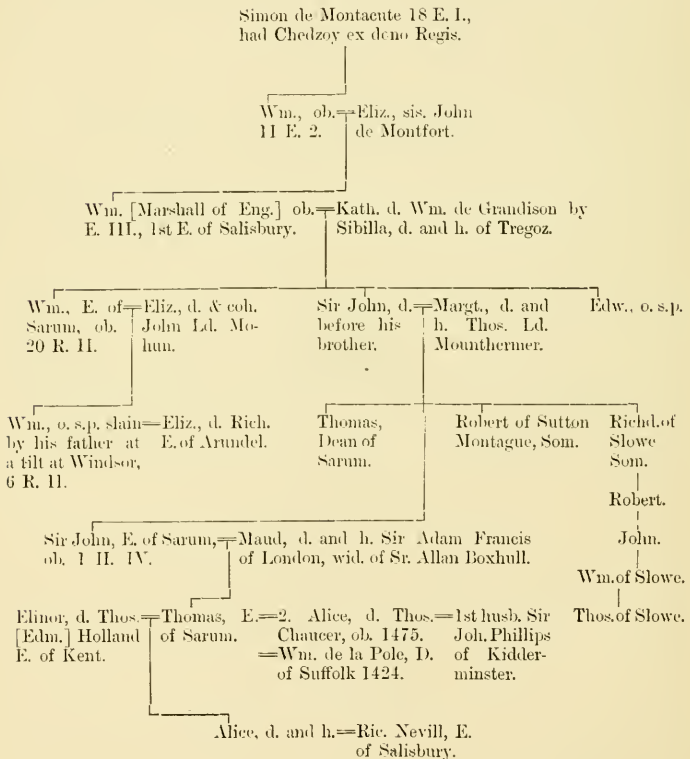 Simon de Montacute 18 E. I.,
had Chedzoy ex dono Regis.
Wm., ob.=Eliz., sis. John
11 E. 2. de Montfort.
Wm. [Marshall of Eng.] ob.=Kath. d. Wm. de Grandison by
E. III., 1st E. of Salisbury. Sibilla, d. and h. of Tregoz.
Wm., E. of=Eliz., d. & coh.
Sarum, ob. John Ld. Mo-
20 R. II. hun.
Sir John, d.=Margt., d. and
before his h. Thos. Ld.
brother. Mounthermer.
Edw., o. s.p.
Wm., o. s.p. slain=Eliz., d. Rich.
by his father at E. of Arundel.
a tilt at Windsor,
6 R. II.
Thomas,
Dean of
Sarum.
Robert of Sutton
Montague, Som.
Richd. of
Slowe
Som.
Robert.
John.
Wm. of Slowe.
Thos. of Slowe.
Sir John, E. of Sarum,=Maud, d. and h. Sir Adam Francis
ob. 1 H. IV. of London, wid. of Sr. Allan Boxhull.
Elinor, d. Thos.=Thomas, E.=2. Alice, d. Thos.=1st husb. Sir
[Edm.] Holland of Sarum. Chaucer, ob. 1475. Joh. Phillips
E. of Kent. =Wm. de la Pole, D. of Kidder-
of Suffolk 1424. minster.
Alice, d. and h.=Ric. Nevill, E.
of Salisbury.